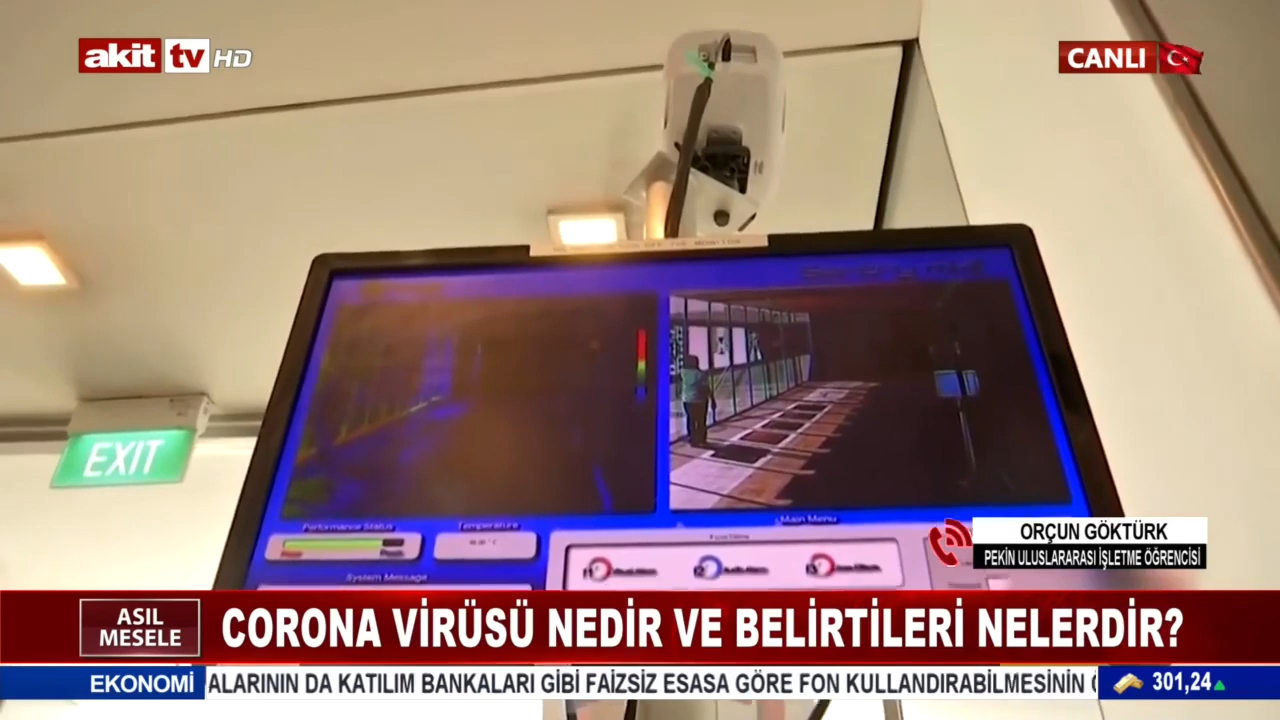 akit tv HD
CANLI
EXIT
Performance Status
Temperature
Main Menu
System Message
ORÇUN GÖKTÜRK
PEKİN ULUSLARARASI İŞLETME ÖĞRENCİSİ
ASIL
MESELE
CORONA VİRÜSÜ NEDİR VE BELİRTİLERİ NELERDİR?
EKONOMİ
ALARININ DA KATILIM BANKALARI GİBİ FAİZSİZ ESASA GÖRE FON KULLANDIRABİLMESİNİN
301,24